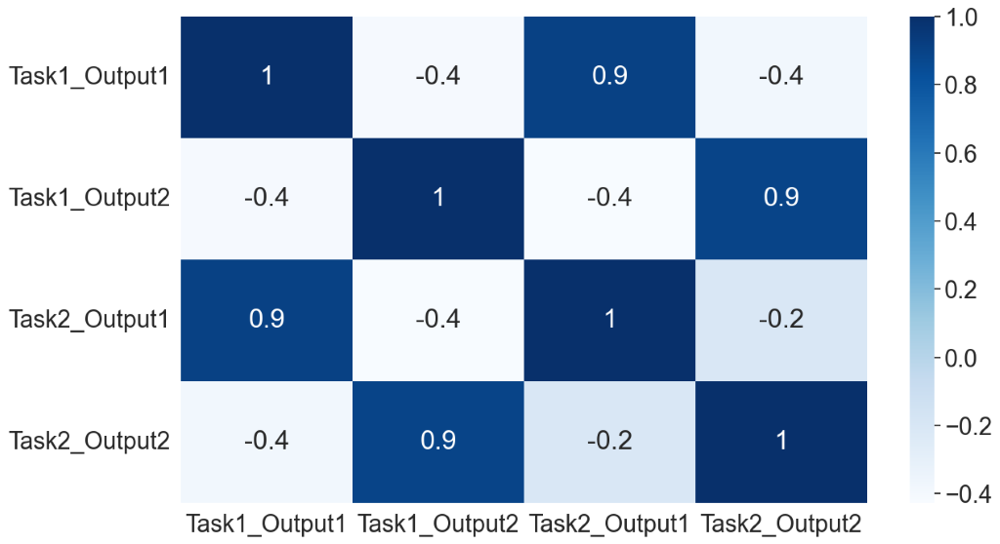 1.0
Task1_Output1 1 -0.4 0.9 -0.4
0.8
0.6
Task1_Output2 -0.4 1 -0.4 0.9
0.4
0.2
Task2_Output1 0.9 -0.4 1 -0.2
0.0
−0.2
Task2_Output2 -0.4 0.9 -0.2 1
−0.4
Task1_Output1 Task1_Output2 Task2_Output1 Task2_Output2